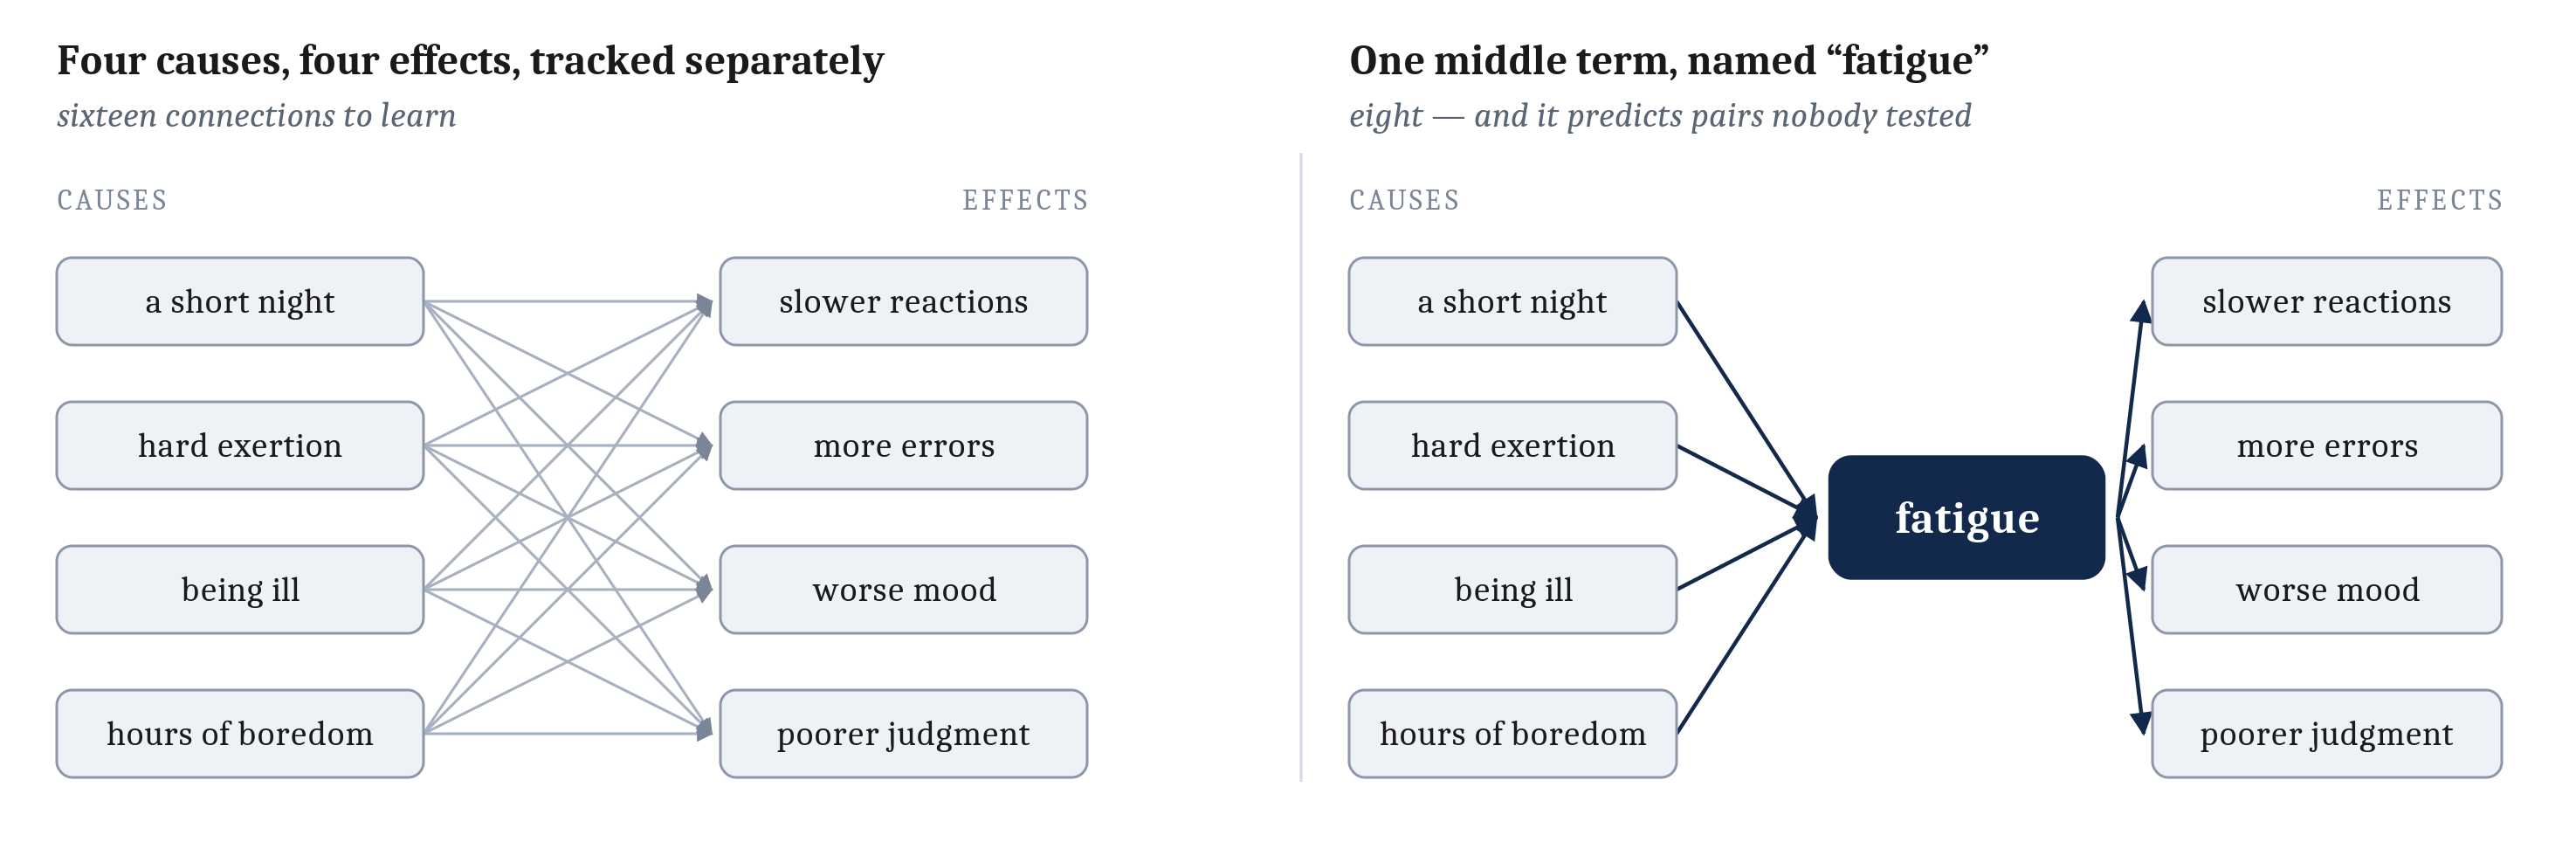 Four causes, four effects, tracked separately
sixteen connections to learn
CAUSES
EFFECTS
a short night
slower reactions
hard exertion
more errors
being ill
worse mood
hours of boredom
poorer judgment
One middle term, named “fatigue”
eight — and it predicts pairs nobody tested
CAUSES
EFFECTS
a short night
slower reactions
hard exertion
more errors
fatigue
being ill
worse mood
hours of boredom
poorer judgment